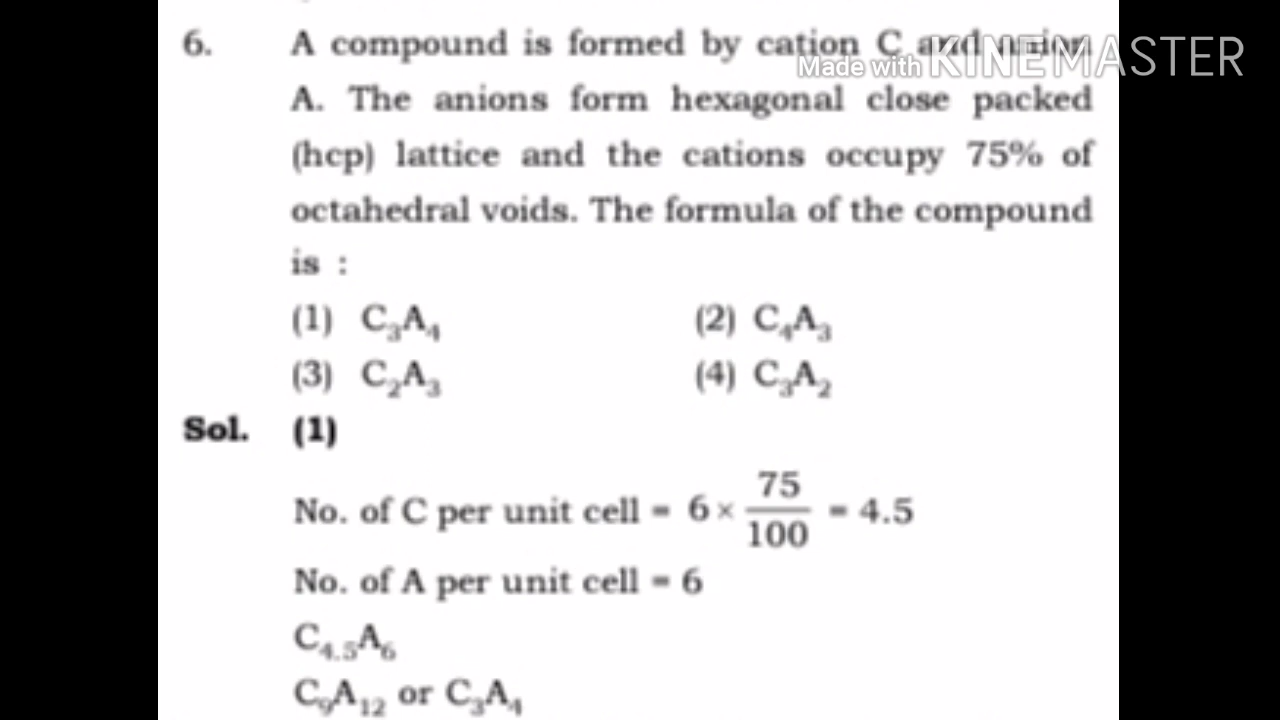 6. A compound is formed by cation C and anion
Made with KINEMASTER
A. The anions form hexagonal close packed
(hcp) lattice and the cations occupy 75% of
octahedral voids. The formula of the compound
is :
(1) C₃A₄ (2) C₄A₃
(3) C₂A₃ (4) C₃A₂
Sol. (1)
No. of C per unit cell = 6 × 75/100 = 4.5
No. of A per unit cell = 6
C₄.₅A₆
C₉A₁₂ or C₃A₄